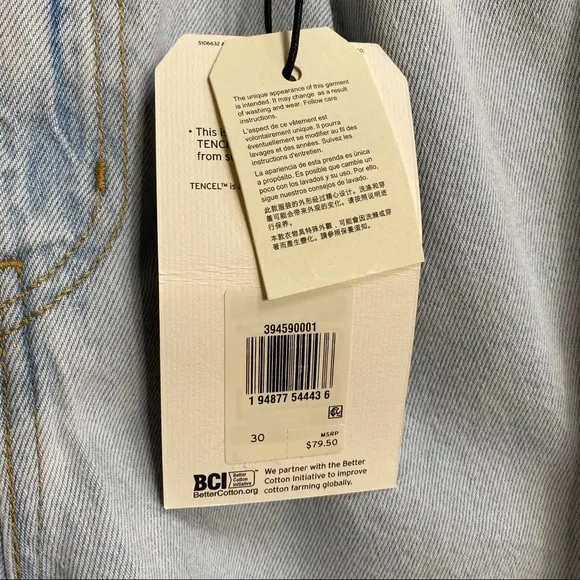 S106632
The unique appearance of this garment
is intended. It may change as a result
of washing and wear. Follow care
instructions.
L'aspect de ce vêtement est
volontairement unique. Il pourra
éventuellement se modifier au fil des
lavages et des années. Suivez les
instructions d'entretien.
La apariencia de esta prenda es única
a propósito. Es posible que cambie un
poco con los lavados y su uso. Por ello,
sigue nuestros consejos de lavado.
此款服装的外形经过精心设计。洗涤和穿
着可能会带来外观的变化。请按照说明进
行保养。
本款衣物具特殊外觀，可能會因洗滌或穿
著而產生變化。請參照保養須知。
• This is
TENCE
from s
TENCEL™ is
394590001
1 94877 54443 6
30
MSRP
$79.50
BCI
Better
Cotton
Initiative
BetterCotton.org
We partner with the Better
Cotton Initiative to improve
cotton farming globally.